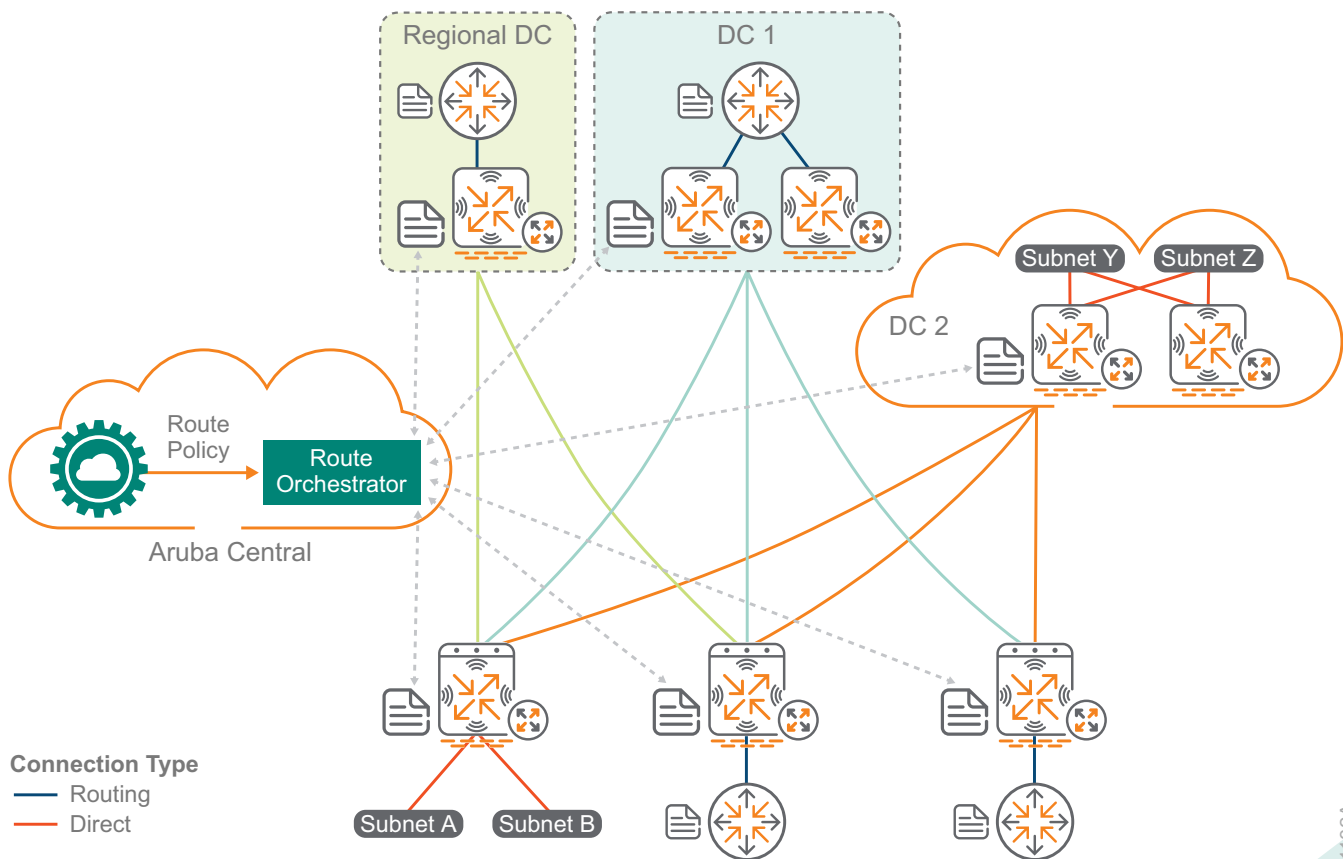 Regional DC
DC 1
Subnet Y
Subnet Z
DC 2
Route
Policy
Route
Orchestrator
Aruba Central
Connection Type
Routing
Direct
Subnet A
Subnet B